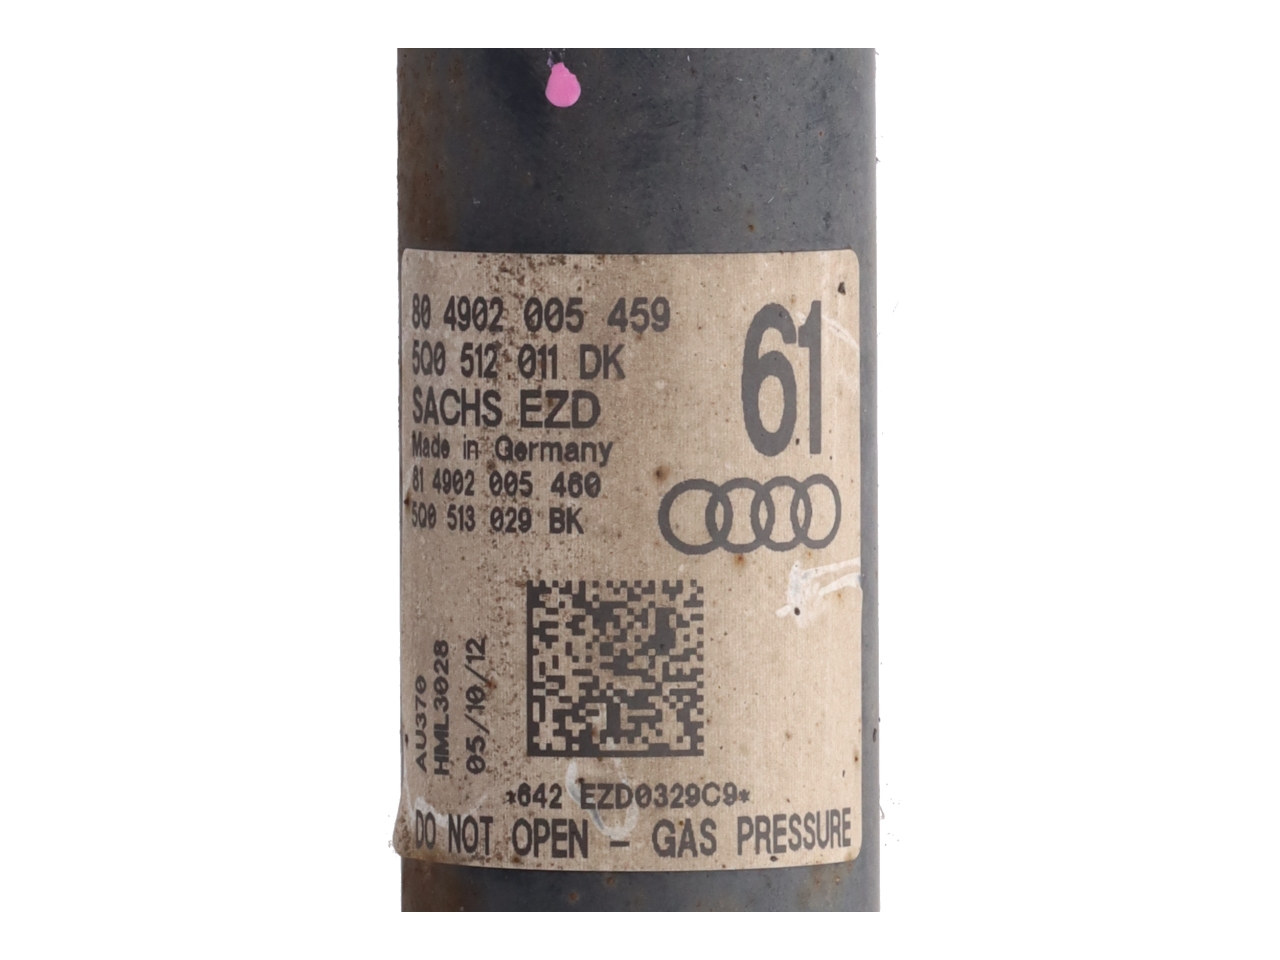 80 4902 005 459
5Q0 512 011 DK
SACHS EZD
Made in Germany
81 4902 005 460
5Q0 513 029 BK
61
AU370
HML3028
05/10/12
*642 EZD0329C9*
DO NOT OPEN - GAS PRESSURE